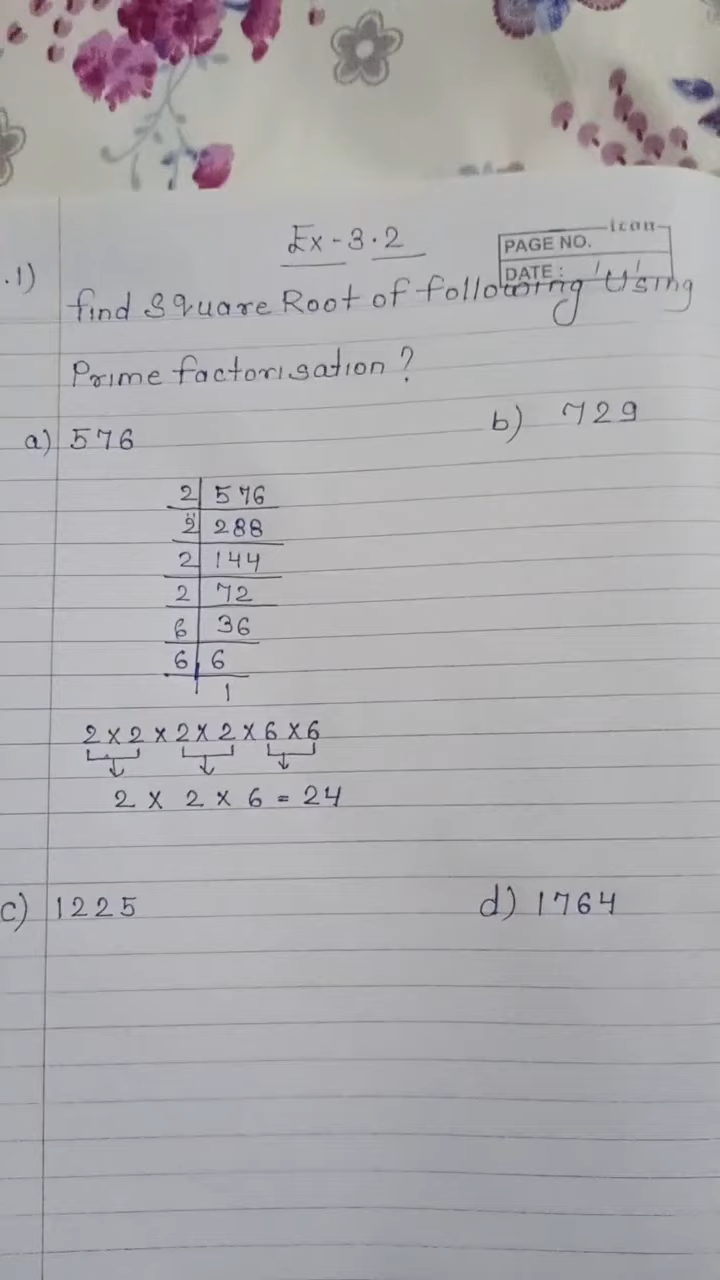 Ex-3.2
icon
PAGE NO.
DATE :
.1)
find Square Root of following Using
Prime factorisation ?
a) 576
b) 729
2 576
2 288
2 144
2 72
6 36
6 6
1
2 x 2 x 2 x 2 x 6 x 6
2 x 2 x 6 = 24
c) 1225
d) 1764